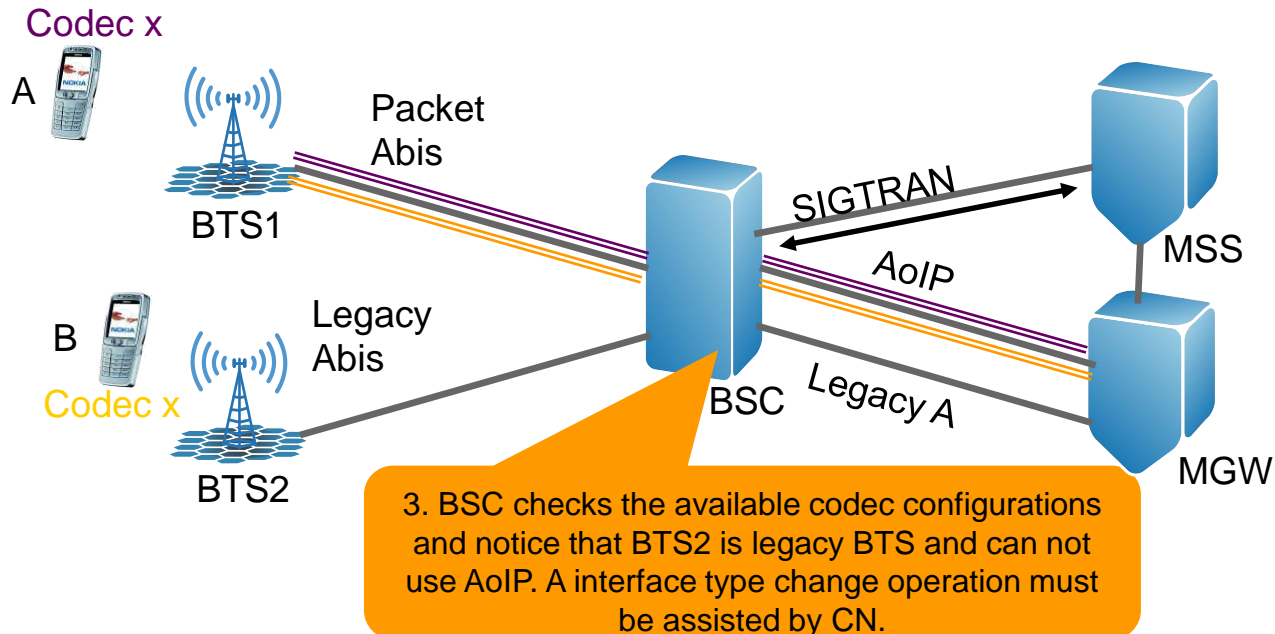 Codec x
A
Packet
Abis
BTS1
SIGTRAN
MSS
AoIP
B
Legacy
Abis
Codec x
BSC
Legacy A
MGW
BTS2
3. BSC checks the available codec configurations
and notice that BTS2 is legacy BTS and can not
use AoIP. A interface type change operation must
be assisted by CN.
NOKIA
NOKIA